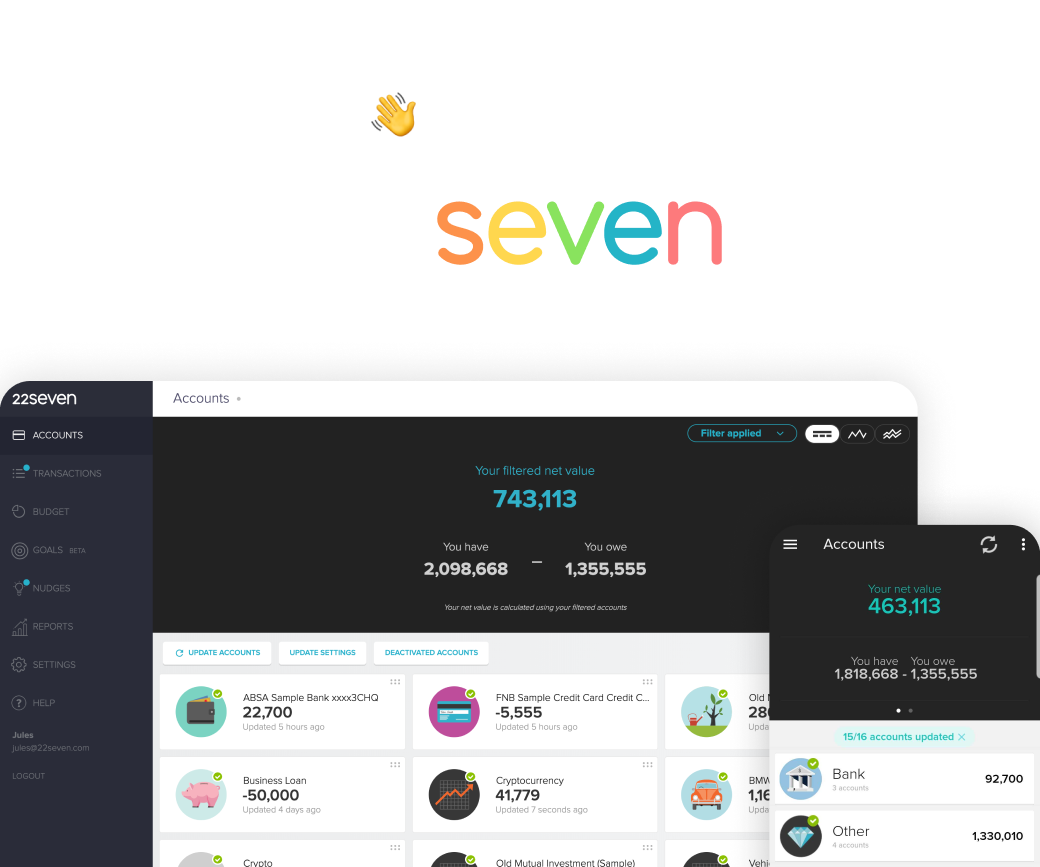 seven
22seven
Accounts
ACCOUNTS
TRANSACTIONS
BUDGET
GOALS BETA
NUDGES
REPORTS
SETTINGS
HELP
Jules
jules@22seven.com
LOGOUT
Filter applied
Your filtered net value
743,113
You have
You owe
2,098,668 – 1,355,555
Your net value is calculated using your filtered accounts
UPDATE ACCOUNTS
UPDATE SETTINGS
DEACTIVATED ACCOUNTS
ABSA Sample Bank xxxx3CHQ
22,700
Updated 5 hours ago
FNB Sample Credit Card Credit C...
-5,555
Updated 5 hours ago
Old
Business Loan
-50,000
Updated 4 days ago
Cryptocurrency
41,779
Updated 7 seconds ago
BMW
1,16
Upda
Crypto
Old Mutual Investment (Sample)
Accounts
Your net value
463,113
You have You owe
1,818,668 - 1,355,555
15/16 accounts updated
Bank
3 accounts
92,700
Other
4 accounts
1,330,010